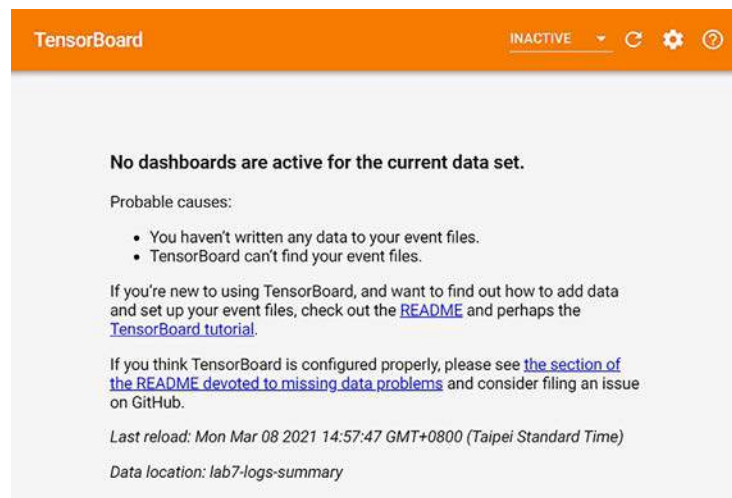 TensorBoard
INACTIVE
No dashboards are active for the current data set.
Probable causes:
• You haven't written any data to your event files.
• TensorBoard can't find your event files.
If you're new to using TensorBoard, and want to find out how to add data
and set up your event files, check out the README and perhaps the
TensorBoard tutorial.
If you think TensorBoard is configured properly, please see the section of
the README devoted to missing data problems and consider filing an issue
on GitHub.
Last reload: Mon Mar 08 2021 14:57:47 GMT+0800 (Taipei Standard Time)
Data location: lab7-logs-summary